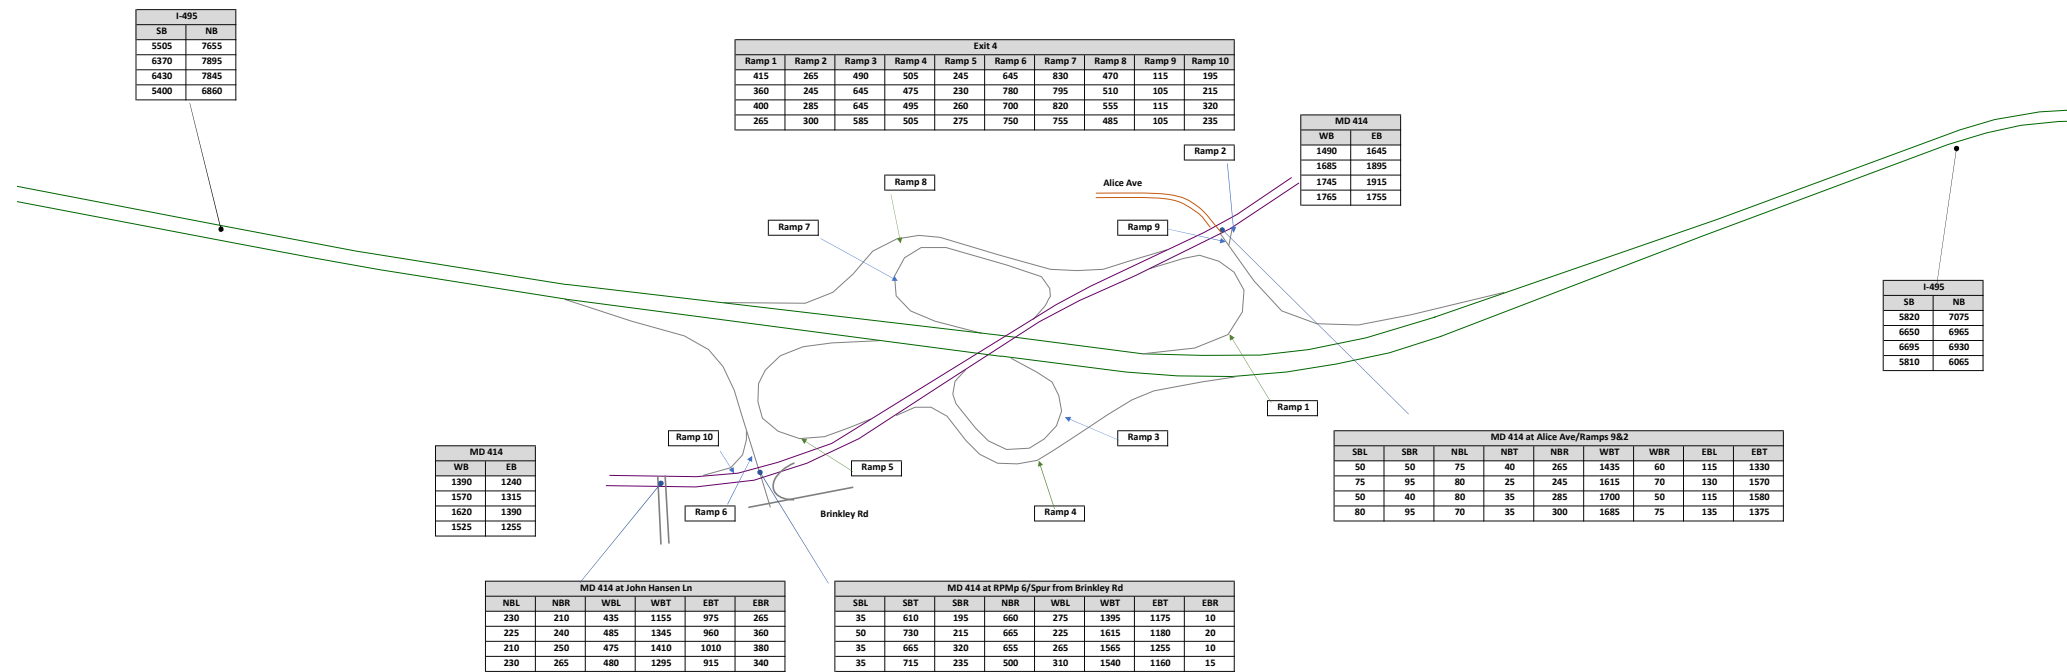 I-495
SB NB
5505 7655
6370 7895
6430 7845
5400 6860
Exit 4
Ramp 1 Ramp 2 Ramp 3 Ramp 4 Ramp 5 Ramp 6 Ramp 7 Ramp 8 Ramp 9 Ramp 10
415 265 490 505 245 645 830 470 115 195
360 245 645 475 230 780 795 510 105 215
400 285 645 495 260 700 820 555 115 320
265 300 585 505 275 750 755 485 105 235
MD 414
WB EB
1490 1645
1685 1895
1745 1915
1765 1755
Ramp 2
Ramp 8
Alice Ave
Ramp 7
Ramp 9
I-495
SB NB
5820 7075
6650 6965
6695 6930
5810 6065
Ramp 1
Ramp 10
Ramp 3
Ramp 5
MD 414
WB EB
1390 1240
1570 1315
1620 1390
1525 1255
MD 414 at Alice Ave/Ramps 9&2
SBL SBR NBL NBT NBR WBT WBR EBL EBT
50 50 75 40 265 1435 60 115 1330
75 95 80 25 245 1615 70 130 1570
50 40 80 35 285 1700 50 115 1580
80 95 70 35 300 1685 75 135 1375
Ramp 6
Brinkley Rd
Ramp 4
MD 414 at John Hansen Ln
NBL NBR WBL WBT EBT EBR
230 210 435 1155 975 265
225 240 485 1345 960 360
210 250 475 1410 1010 380
230 265 480 1295 915 340
MD 414 at RPMp 6/Spur from Brinkley Rd
SBL SBT SBR NBR WBL WBT EBT EBR
35 610 195 660 275 1395 1175 10
50 730 215 665 225 1615 1180 20
35 665 320 655 265 1565 1255 10
35 715 235 500 310 1540 1160 15